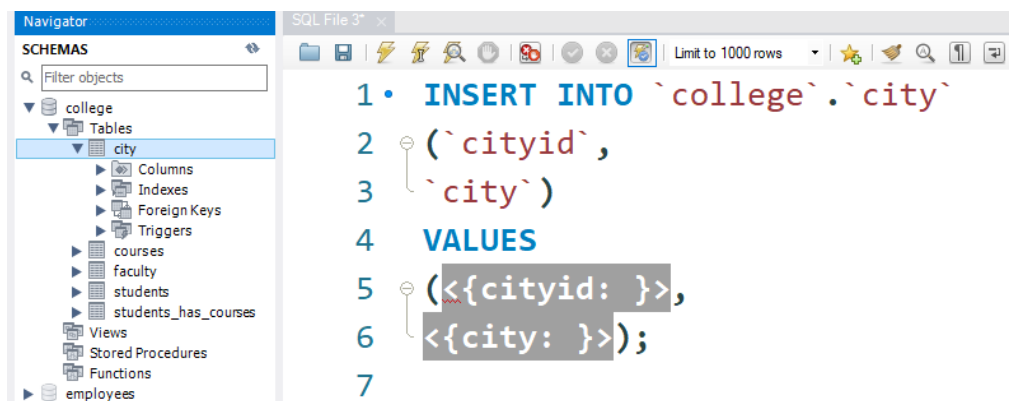 Navigator
SCHEMAS
Filter objects
college
Tables
city
Columns
Indexes
Foreign Keys
Triggers
courses
faculty
students
students_has_courses
Views
Stored Procedures
Functions
employees
SQL File 3*
Limit to 1000 rows
1 INSERT INTO `college`.`city`
2 (`cityid`,
3 `city`)
4 VALUES
5 (<{cityid: }>,
6 <{city: }>);
7